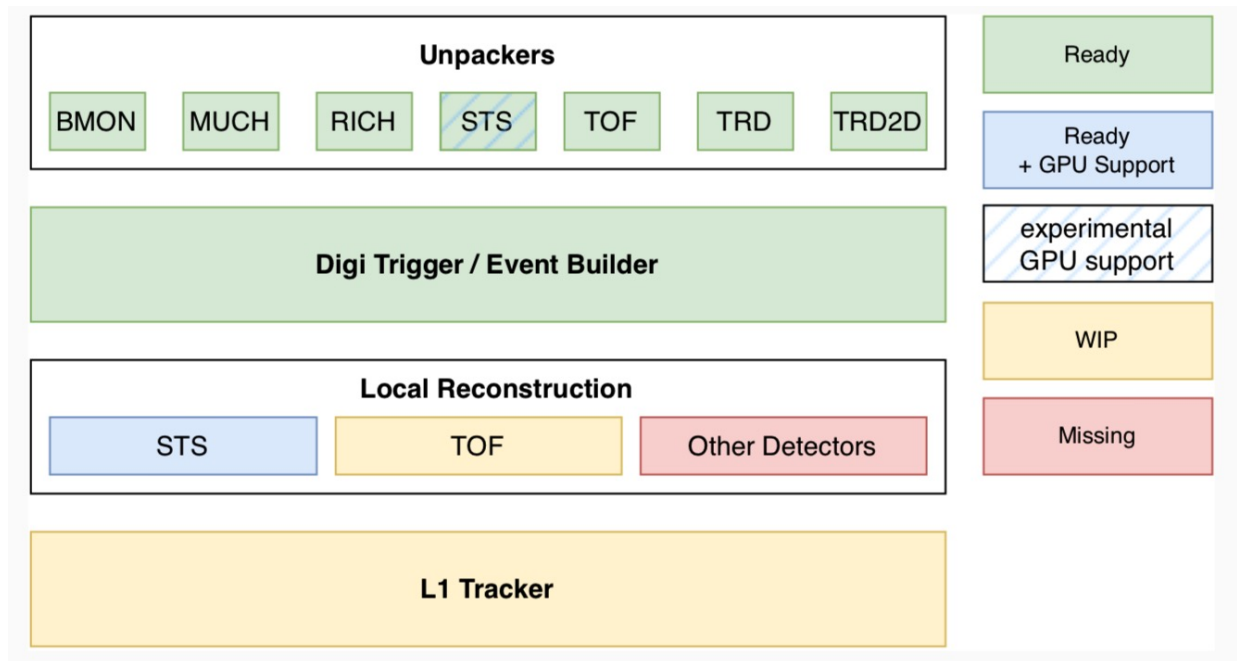 Unpackers
BMON MUCH RICH STS TOF TRD TRD2D
Digi Trigger / Event Builder
Local Reconstruction
STS TOF Other Detectors
L1 Tracker
Ready
Ready
+ GPU Support
experimental
GPU support
WIP
Missing